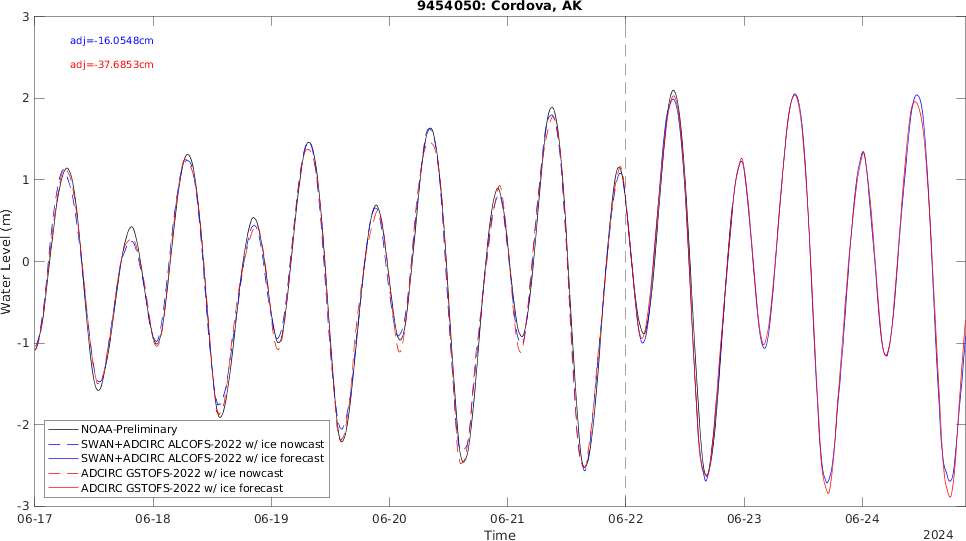 9454050: Cordova, AK
adj=-16.0548cm
adj=-37.6853cm
3
2
1
0
-1
-2
-3
Water Level (m)
NOAA-Preliminary
SWAN+ADCIRC ALCOFS-2022 w/ ice nowcast
SWAN+ADCIRC ALCOFS-2022 w/ ice forecast
ADCIRC GSTOFS-2022 w/ ice nowcast
ADCIRC GSTOFS-2022 w/ ice forecast
06-17 06-18 06-19 06-20 06-21 06-22 06-23 06-24
Time
2024